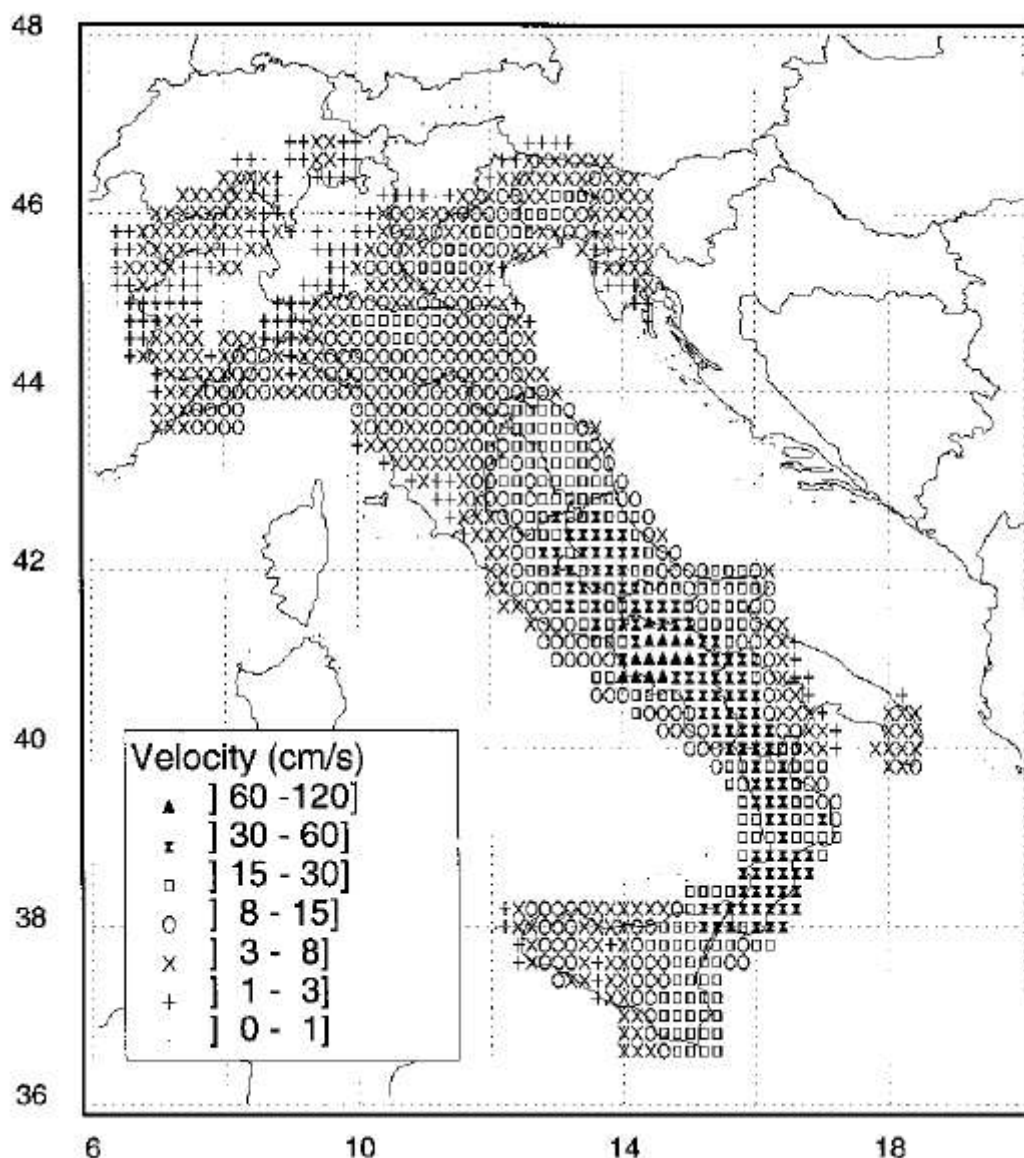 48
46
44
42
40
38
36
Velocity (cm/s)
] 60 -120]
] 30 - 60]
] 15 - 30]
] 8 - 15]
] 3 - 8]
] 1 - 3]
] 0 - 1]
6 10 14 18